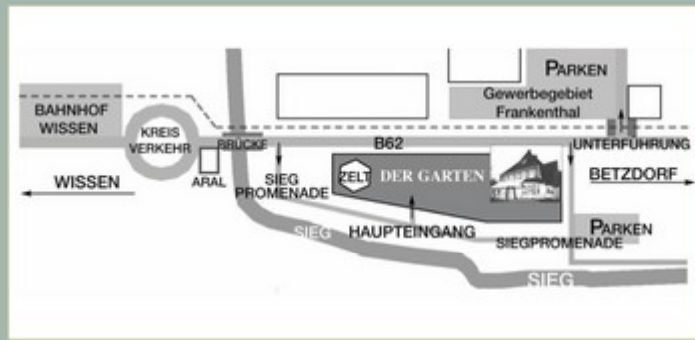 PARKEN
Gewerbegebiet
Frankenthal
BAHNHOF
WISSEN
KREIS
VERKEHR
BRÜCKE
B62
UNTERFÜHRUNG
ARAL
WISSEN
SIEG
PROMENADE
ZELT
DER GARTEN
BETZDORF
HAUPTEINGANG
SIEGPROMENADE
PARKEN
SIEG
SIEG